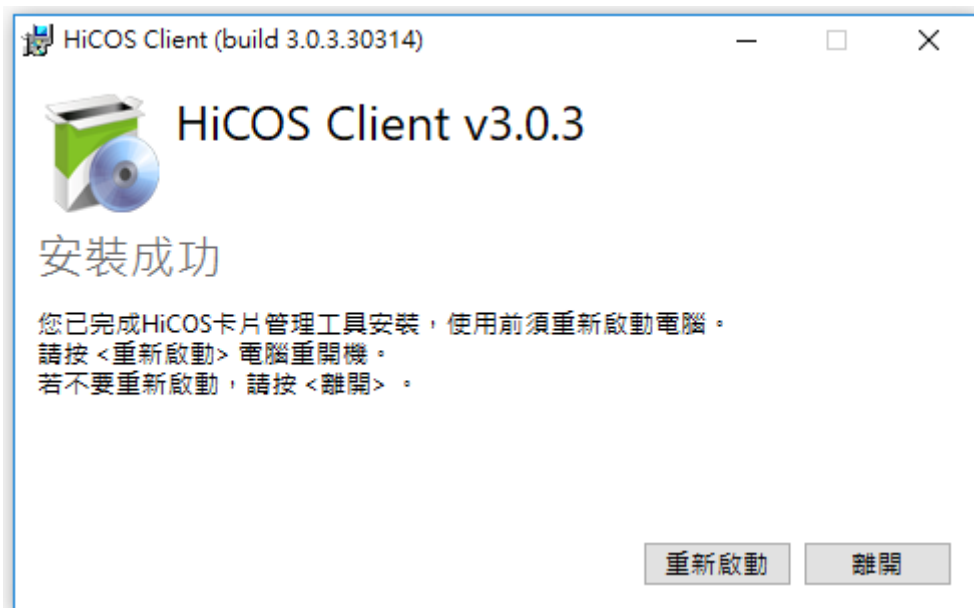 HiCOS Client (build 3.0.3.30314)
HiCOS Client v3.0.3
安裝成功
您已完成HiCOS卡片管理工具安裝，使用前須重新啟動電腦。
請按 <重新啟動> 電腦重開機。
若不要重新啟動，請按 <離開> 。
重新啟動
離開